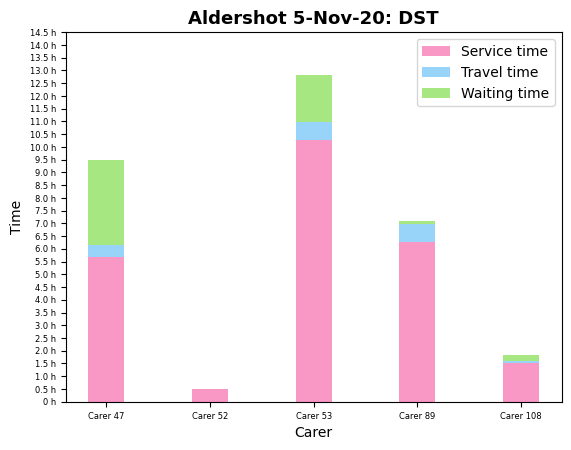 Aldershot 5-Nov-20: DST
Service time
Travel time
Waiting time
14.5 h
14.0 h
13.5 h
13.0 h
12.5 h
12.0 h
11.5 h
11.0 h
10.5 h
10.0 h
9.5 h
9.0 h
8.5 h
8.0 h
7.5 h
7.0 h
6.5 h
6.0 h
5.5 h
5.0 h
4.5 h
4.0 h
3.5 h
3.0 h
2.5 h
2.0 h
1.5 h
1.0 h
0.5 h
0 h
Time
Carer 47 Carer 52 Carer 53 Carer 89 Carer 108
Carer